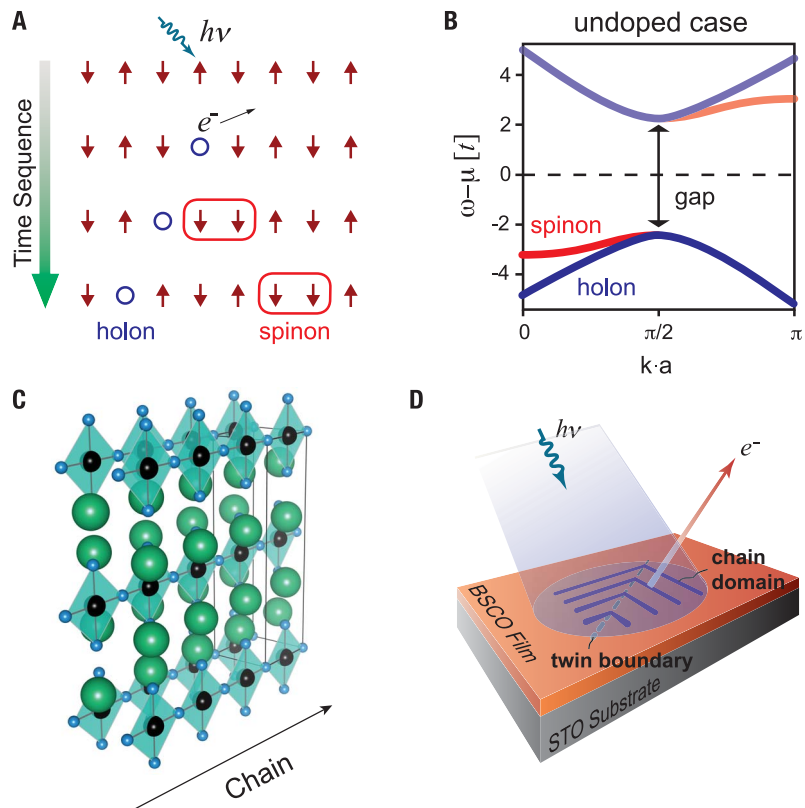 A
hν
e⁻
Time Sequence
holon
spinon
B
undoped case
ω−μ [t]
4
2
0
-2
-4
gap
spinon
holon
0
π/2
π
k·a
C
Chain
D
hν
e⁻
chain
domain
BSCO Film
twin boundary
STO Substrate